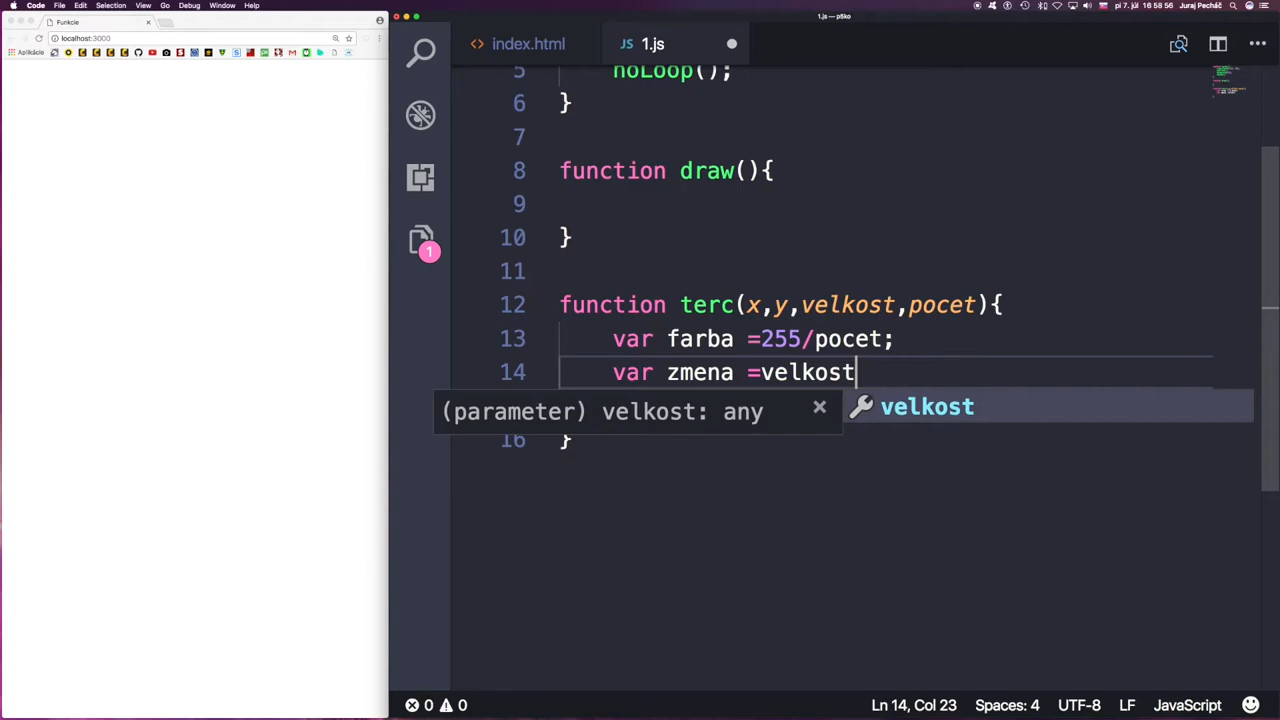 Code File Edit Selection View Go Debug Window Help
Funkcie
localhost:3000
Aplikácie
1.js — p5ko
index.html
1.js
5 noLoop();
6 }
7
8 function draw(){
9
10 }
11
12 function terc(x,y,velkost,pocet){
13 var farba =255/pocet;
14 var zmena =velkost
(parameter) velkost: any ×
velkost
16 }
1
0 0
Ln 14, Col 23 Spaces: 4 UTF-8 LF JavaScript